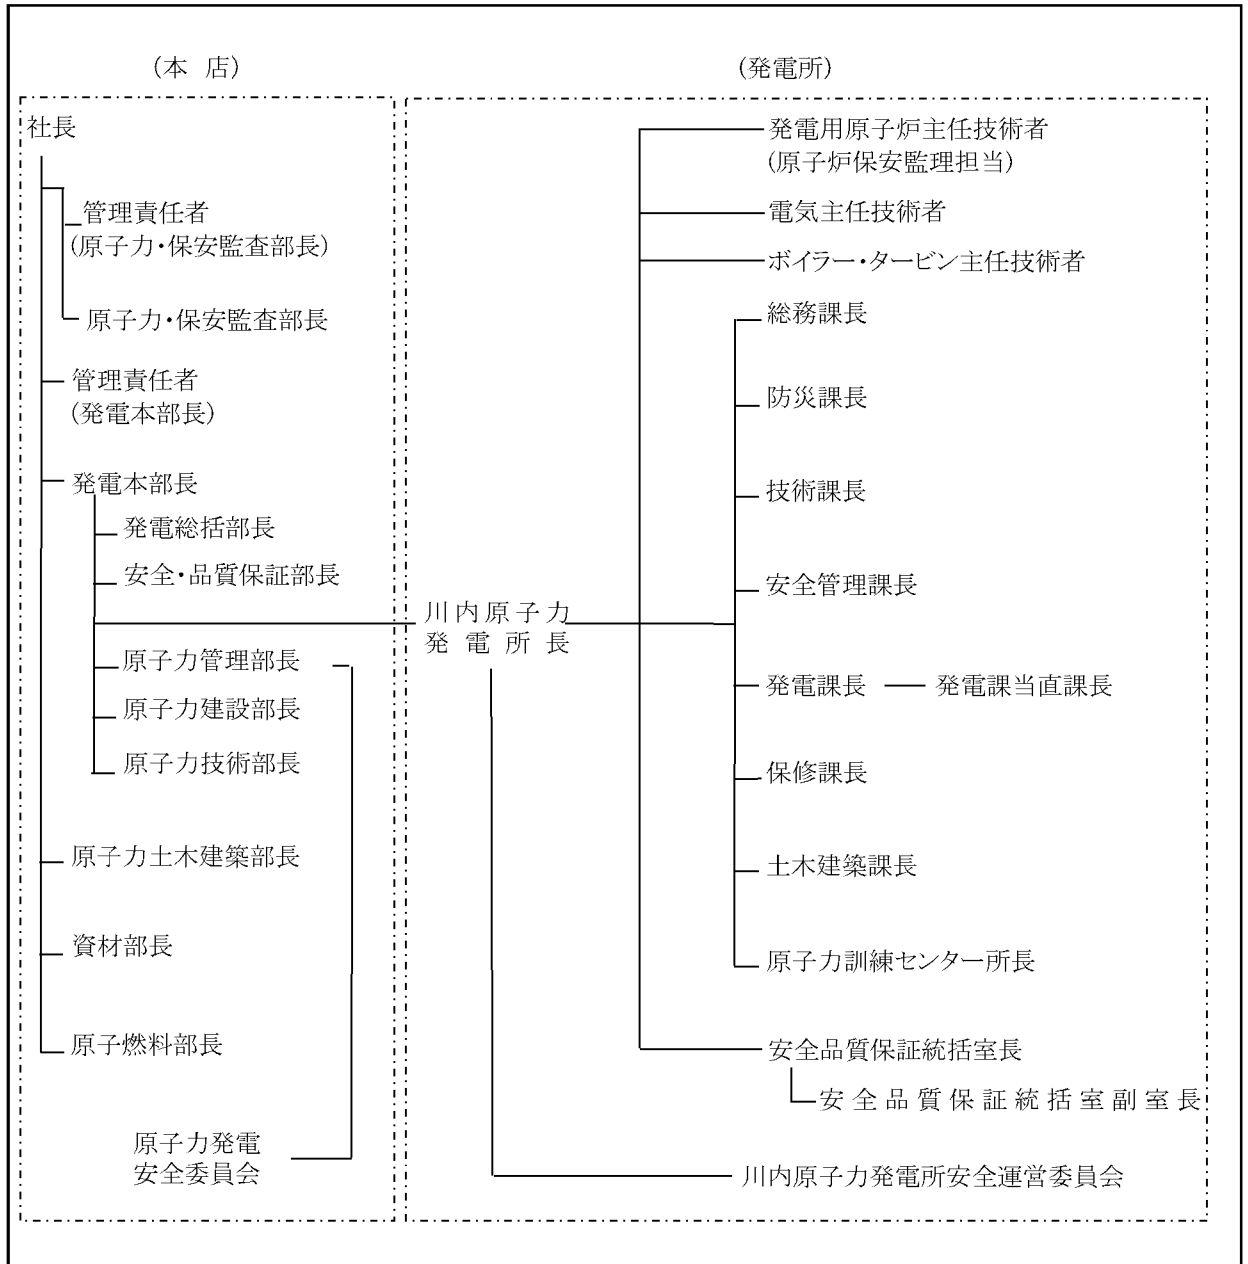 (本 店)
社長
管理責任者
(原子力・保安監査部長)
原子力・保安監査部長
管理責任者
(発電本部長)
発電本部長
発電総括部長
安全・品質保証部長
原子力管理部長
原子力建設部長
原子力技術部長
原子力土木建築部長
資材部長
原子燃料部長
原子力発電
安全委員会
(発電所)
川内原子力
発電所長
発電用原子炉主任技術者
(原子炉保安監理担当)
電気主任技術者
ボイラー・タービン主任技術者
総務課長
防災課長
技術課長
安全管理課長
発電課長 発電課当直課長
保修課長
土木建築課長
原子力訓練センター所長
安全品質保証統括室長
安全品質保証統括室副室長
川内原子力発電所安全運営委員会